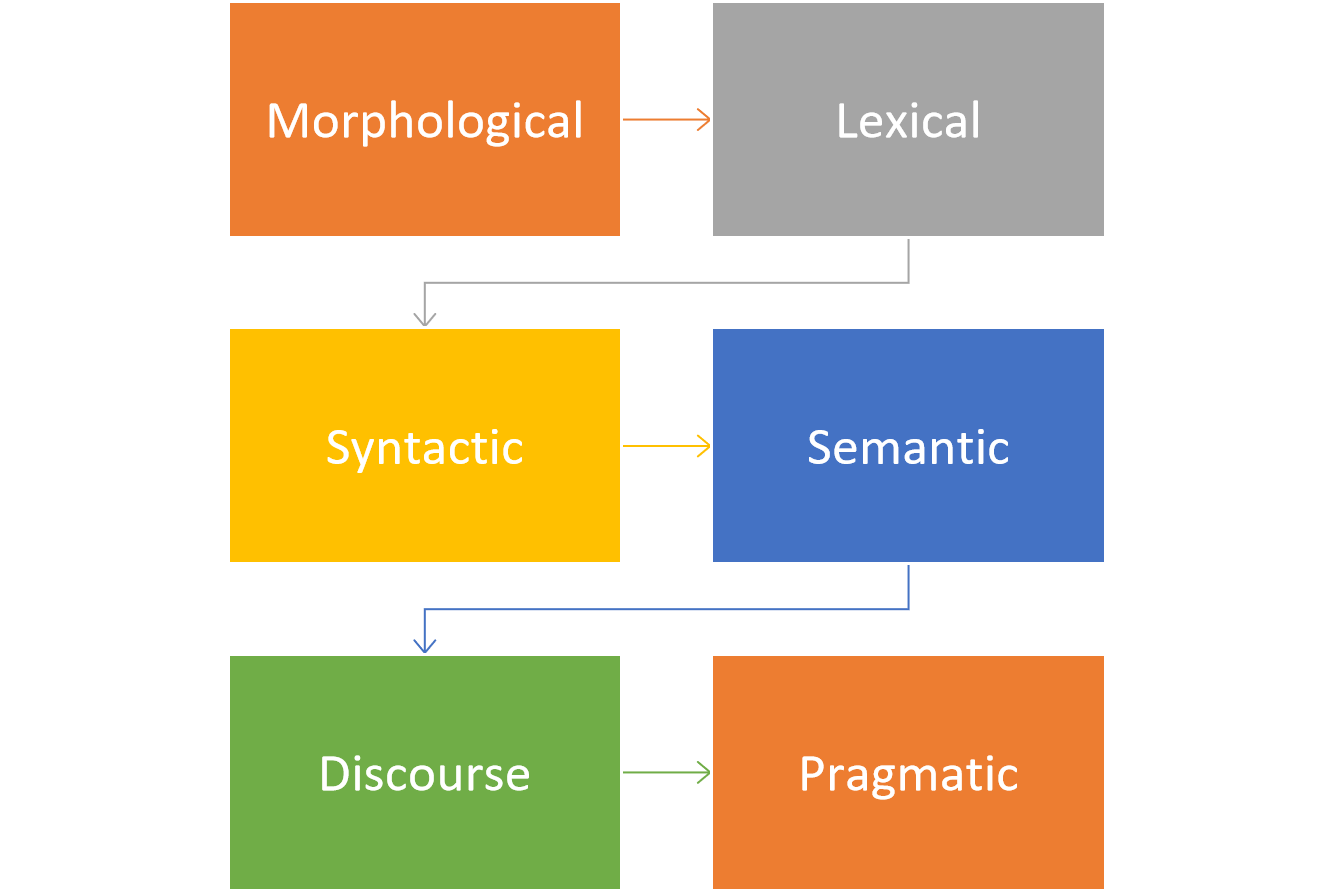 Morphological
Lexical
Syntactic
Semantic
Discourse
Pragmatic